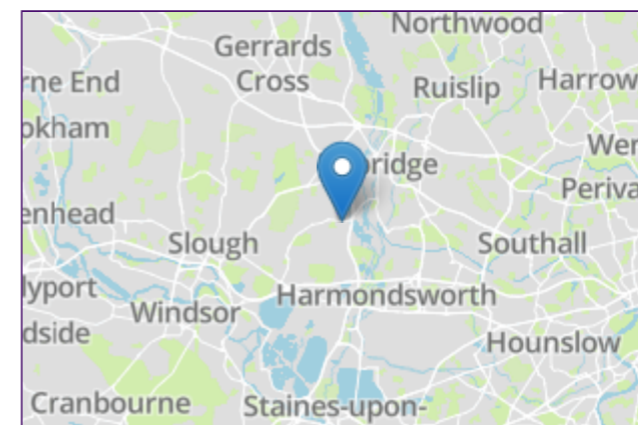 Northwood
Gerrards
Cross
rne End
Ruislip
Harrow
okham
Wer
bridge
Periva
enhead
Slough
Southall
lyport
Harmondsworth
Windsor
dside
Hounslow
Cranbourne
Staines-upon-